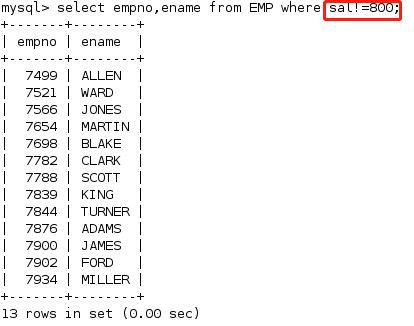 mysql> select empno,ename from EMP where sal!=800;
+-------+--------+
| empno | ename  |
+-------+--------+
|  7499 | ALLEN  |
|  7521 | WARD   |
|  7566 | JONES  |
|  7654 | MARTIN |
|  7698 | BLAKE  |
|  7782 | CLARK  |
|  7788 | SCOTT  |
|  7839 | KING   |
|  7844 | TURNER |
|  7876 | ADAMS  |
|  7900 | JAMES  |
|  7902 | FORD   |
|  7934 | MILLER |
+-------+--------+
13 rows in set (0.00 sec)